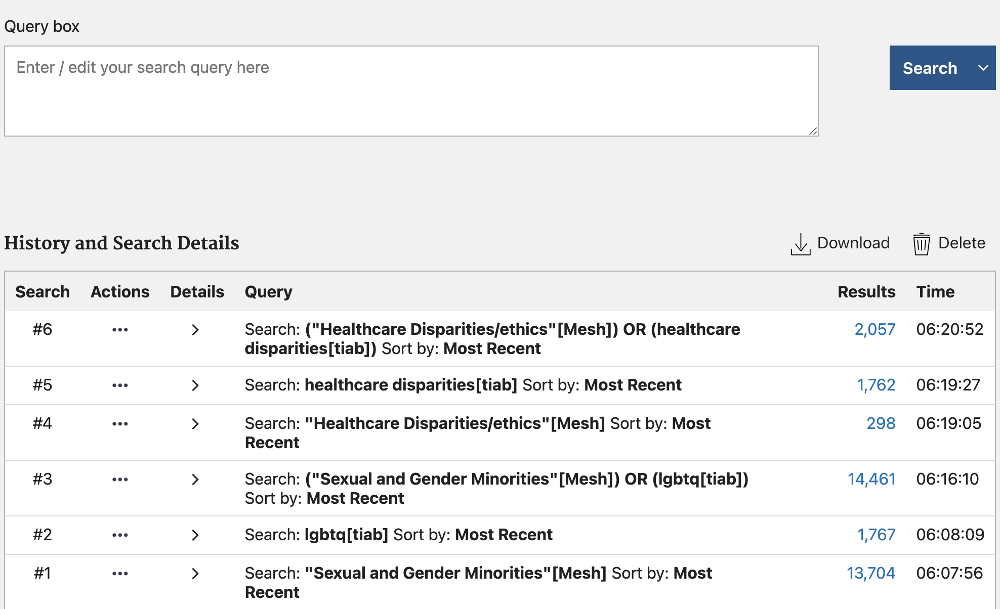 Query box
Enter / edit your search query here
Search
History and Search Details
Download Delete
Search Actions Details Query Results Time
#6 Search: ("Healthcare Disparities/ethics"[Mesh]) OR (healthcare 2,057 06:20:52
disparities[tiab]) Sort by: Most Recent
#5 Search: healthcare disparities[tiab] Sort by: Most Recent 1,762 06:19:27
#4 Search: "Healthcare Disparities/ethics"[Mesh] Sort by: Most 298 06:19:05
Recent
#3 Search: ("Sexual and Gender Minorities"[Mesh]) OR (lgbtq[tiab]) 14,461 06:16:10
Sort by: Most Recent
#2 Search: lgbtq[tiab] Sort by: Most Recent 1,767 06:08:09
#1 Search: "Sexual and Gender Minorities"[Mesh] Sort by: Most 13,704 06:07:56
Recent